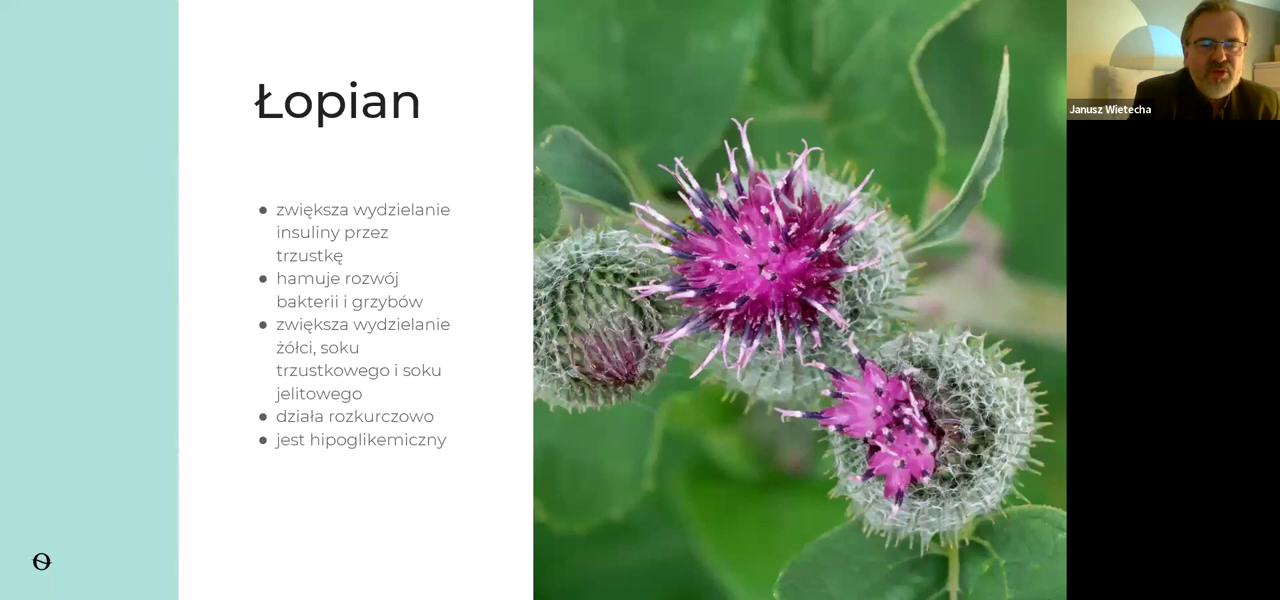 Łopian
● zwiększa wydzielanie
insuliny przez
trzustkę
● hamuje rozwój
bakterii i grzybów
● zwiększa wydzielanie
żółci, soku
trzustkowego i soku
jelitowego
● działa rozkurczowo
● jest hipoglikemiczny
Janusz Wietecha